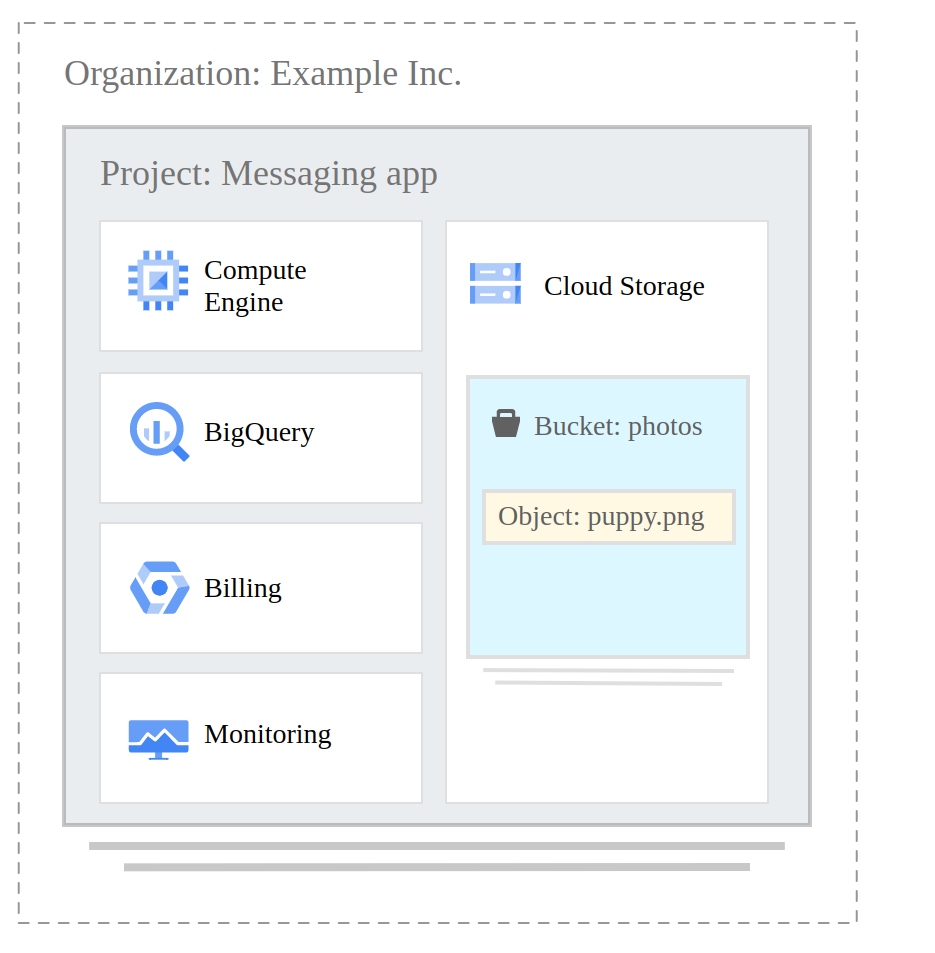 Organization: Example Inc.
Project: Messaging app
Compute
Engine
BigQuery
Billing
Monitoring
Cloud Storage
Bucket: photos
Object: puppy.png